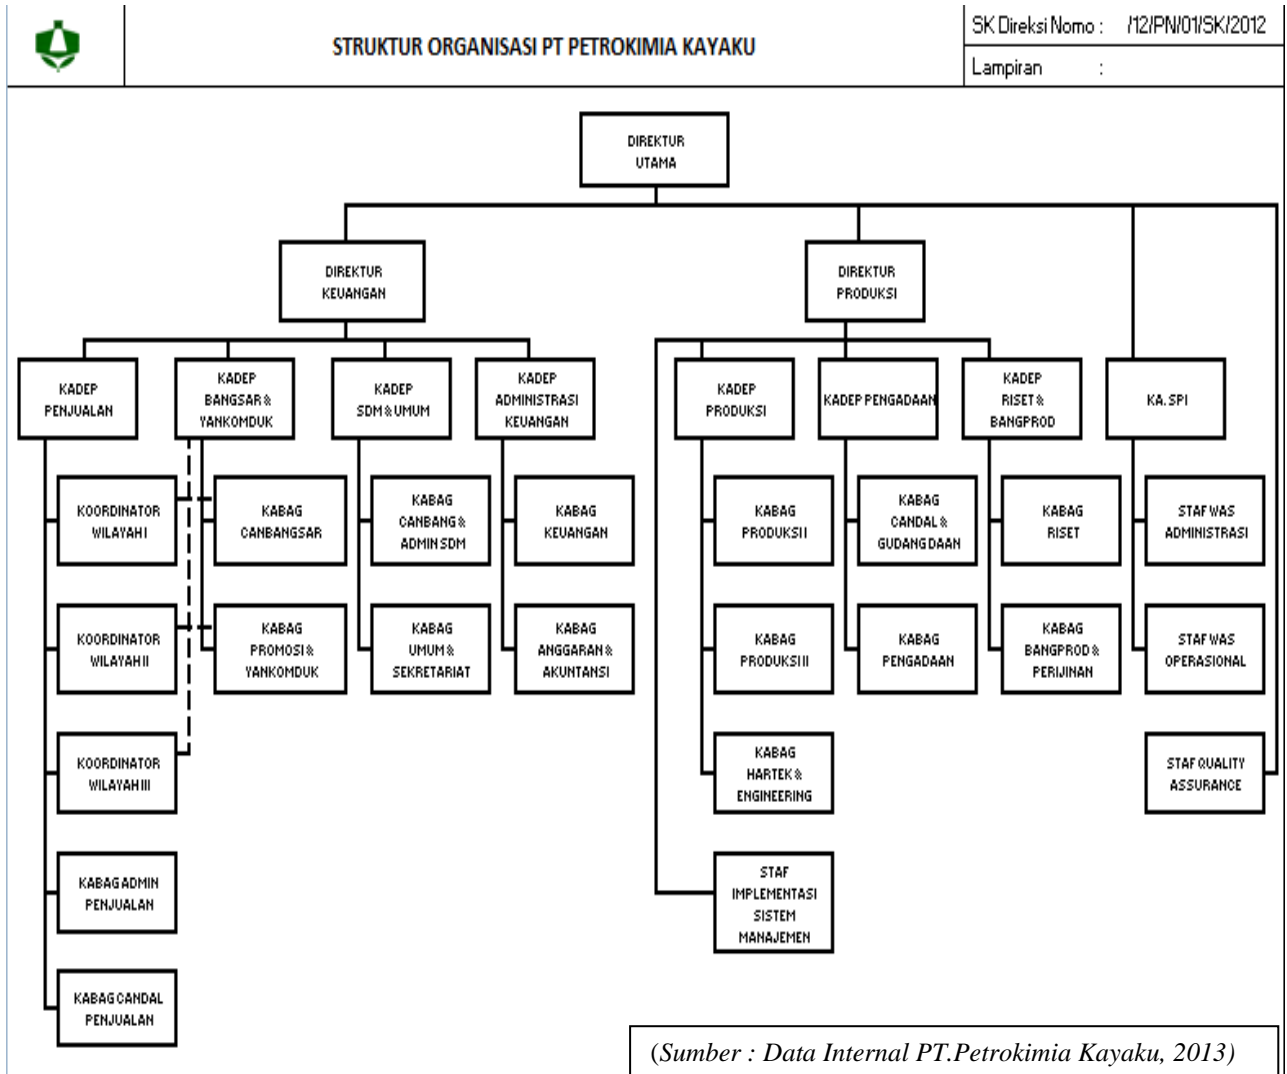 STRUKTUR ORGANISASI PT PETROKIMIA KAYAKU
SK Direksi Nomo : /12/PN/01/SK/2012
Lampiran :
DIREKTUR
UTAMA
DIREKTUR
KEUANGAN
DIREKTUR
PRODUKSI
KADEP
PENJUALAN
KADEP
BANGSAR &
YANKOMDUK
KADEP
SDM & UMUM
KADEP
ADMINISTRASI
KEUANGAN
KADEP
PRODUKSI
KADEP PENGADAAN
KADEP
RISET &
BANGPROD
KA. SPI
KOORDINATOR
WILAYAH I
KABAG
CANBANGSAR
KABAG
CANBANG &
ADMIN SDM
KABAG
KEUANGAN
KABAG
PRODUKSI I
KABAG
CANDAL &
GUDANG DAAN
KABAG
RISET
STAF WAS
ADMINISTRASI
KOORDINATOR
WILAYAH II
KABAG
PROMOSI &
YANKOMDUK
KABAG
UMUM &
SEKRETARIAT
KABAG
ANGGARAN &
AKUNTANSI
KABAG
PRODUKSI II
KABAG
PENGADAAN
KABAG
BANGPROD &
PERIJINAN
STAF WAS
OPERASIONAL
KOORDINATOR
WILAYAH III
KABAG
HARTEK &
ENGINEERING
STAF QUALITY
ASSURANCE
KABAG ADMIN
PENJUALAN
STAF
IMPLEMENTASI
SISTEM
MANAJEMEN
KABAG CANDAL
PENJUALAN
(Sumber : Data Internal PT.Petrokimia Kayaku, 2013)